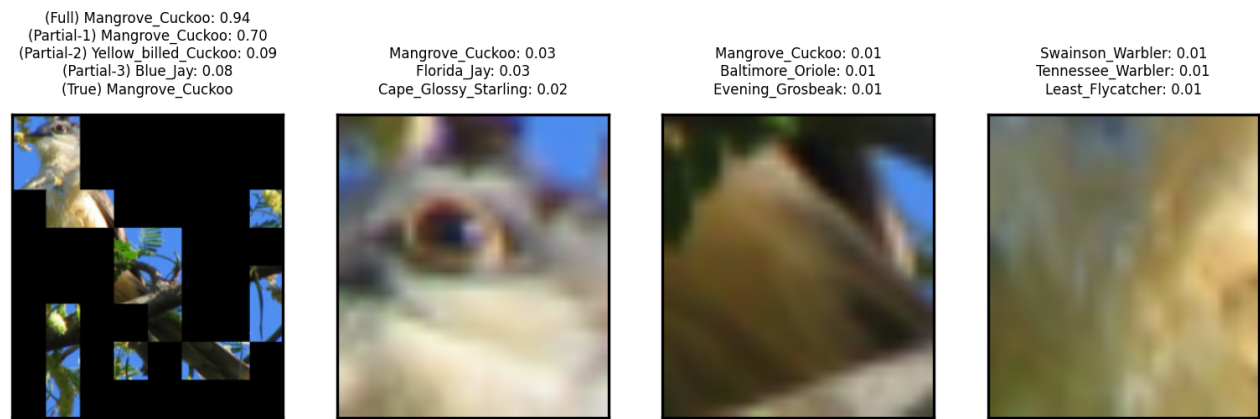 (Full) Mangrove_Cuckoo: 0.94
(Partial-1) Mangrove_Cuckoo: 0.70
(Partial-2) Yellow_billed_Cuckoo: 0.09
(Partial-3) Blue_Jay: 0.08
(True) Mangrove_Cuckoo
Mangrove_Cuckoo: 0.03
Florida_Jay: 0.03
Cape_Glossy_Starling: 0.02
Mangrove_Cuckoo: 0.01
Baltimore_Oriole: 0.01
Evening_Grosbeak: 0.01
Swainson_Warbler: 0.01
Tennessee_Warbler: 0.01
Least_Flycatcher: 0.01